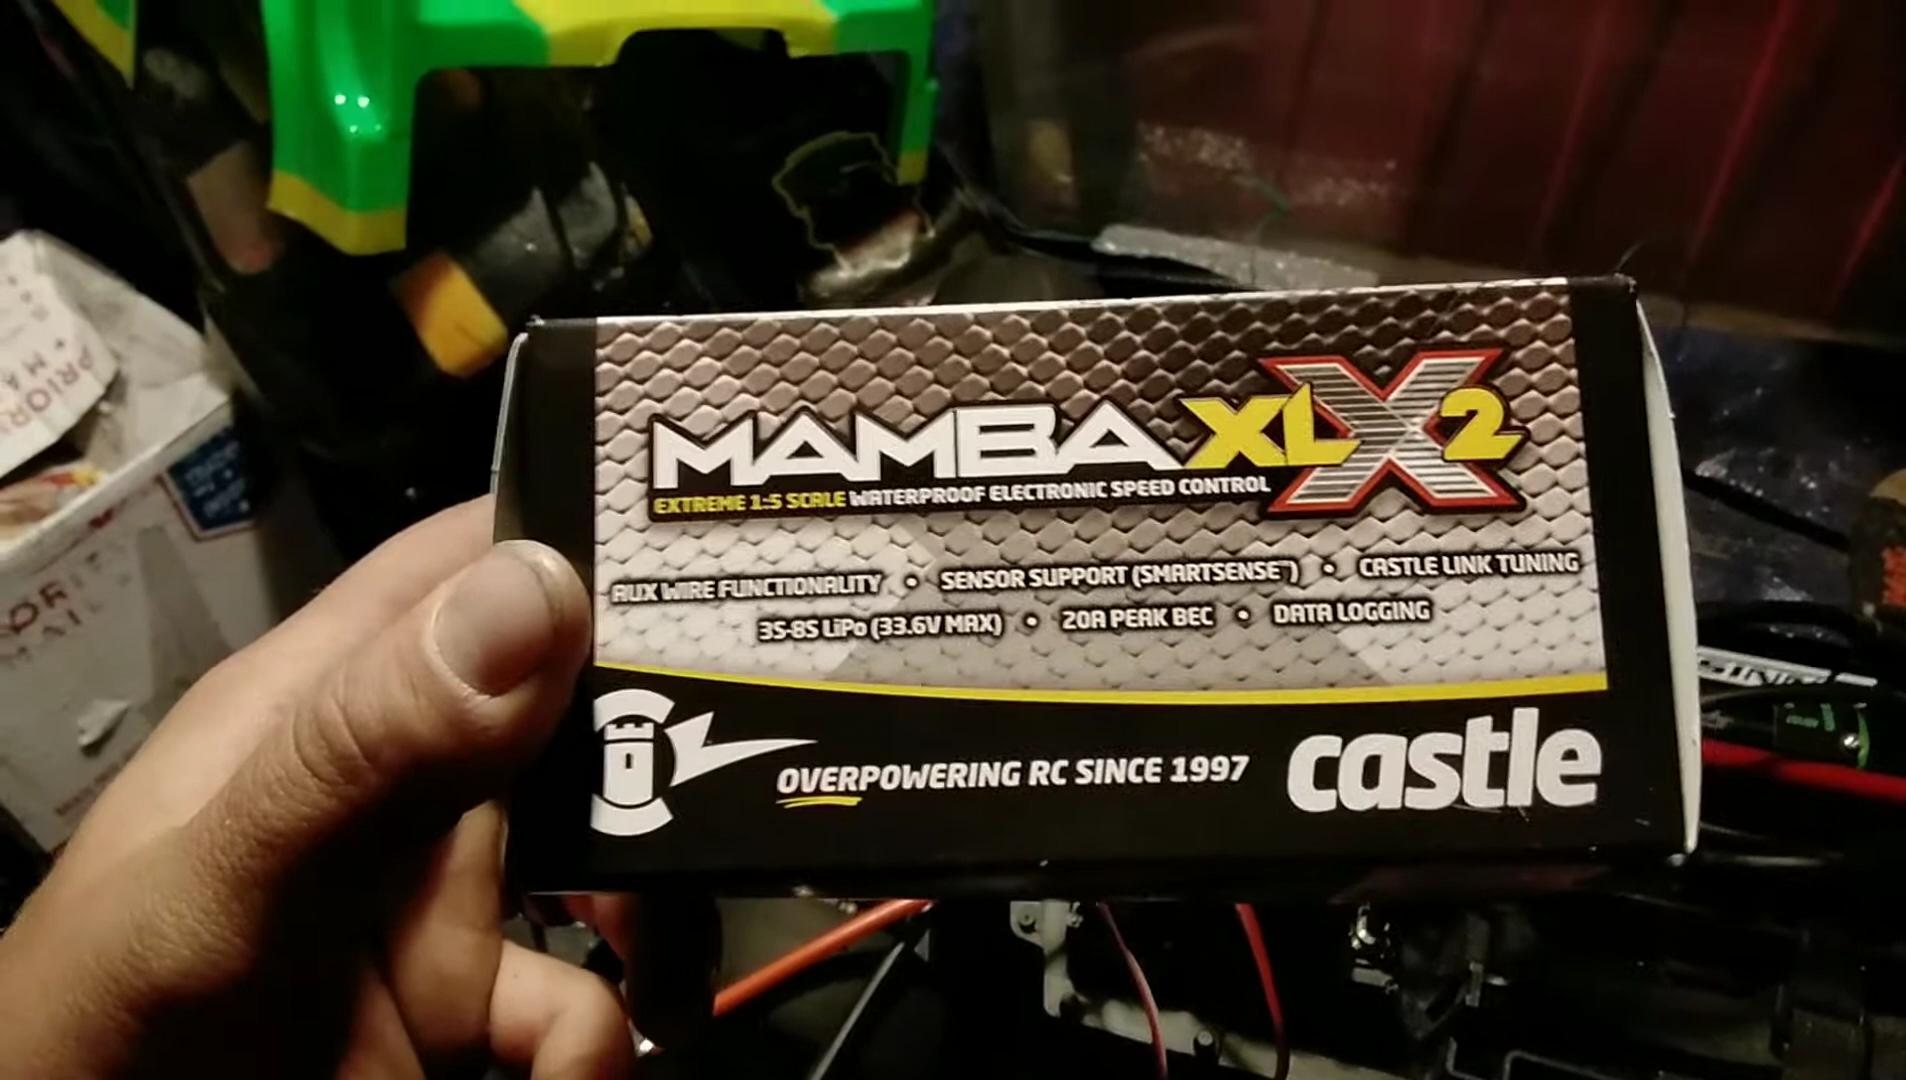 MAMBA XLX2
EXTREME 1:5 SCALE WATERPROOF ELECTRONIC SPEED CONTROL
AUX WIRE FUNCTIONALITY • SENSOR SUPPORT (SMARTSENSE™) • CASTLE LINK TUNING
3S-8S LiPo (33.6V MAX) • 20A PEAK BEC • DATA LOGGING
OVERPOWERING RC SINCE 1997
castle